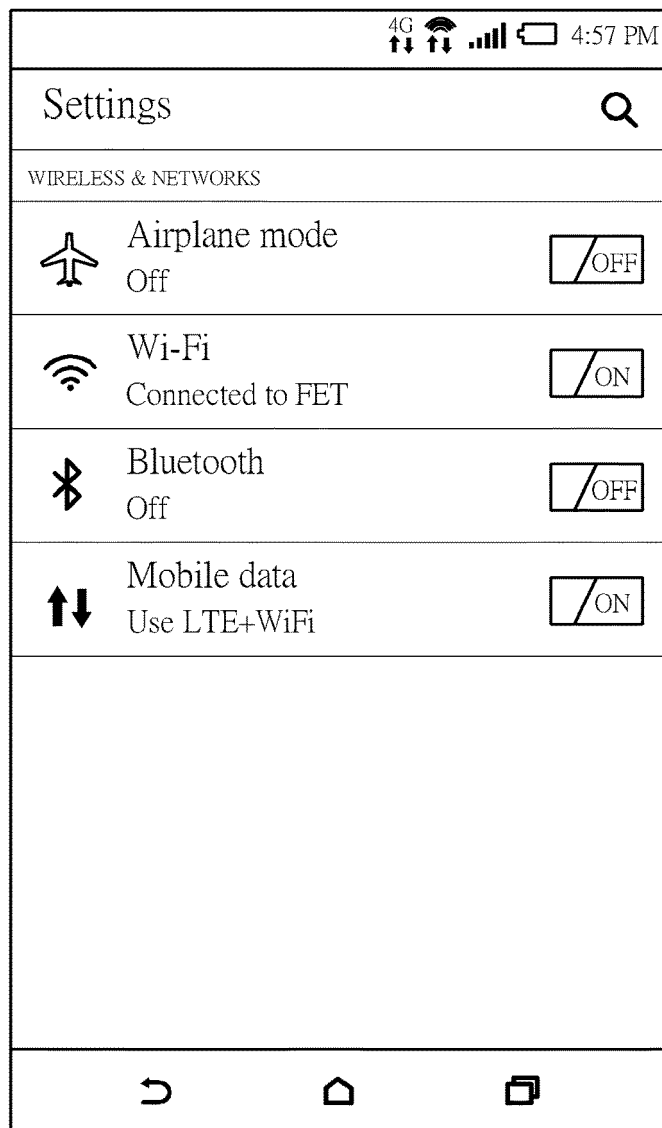 4G 4:57 PM
Settings
WIRELESS & NETWORKS
Airplane mode
Off
OFF
Wi-Fi
Connected to FET
ON
Bluetooth
Off
OFF
Mobile data
Use LTE+WiFi
ON